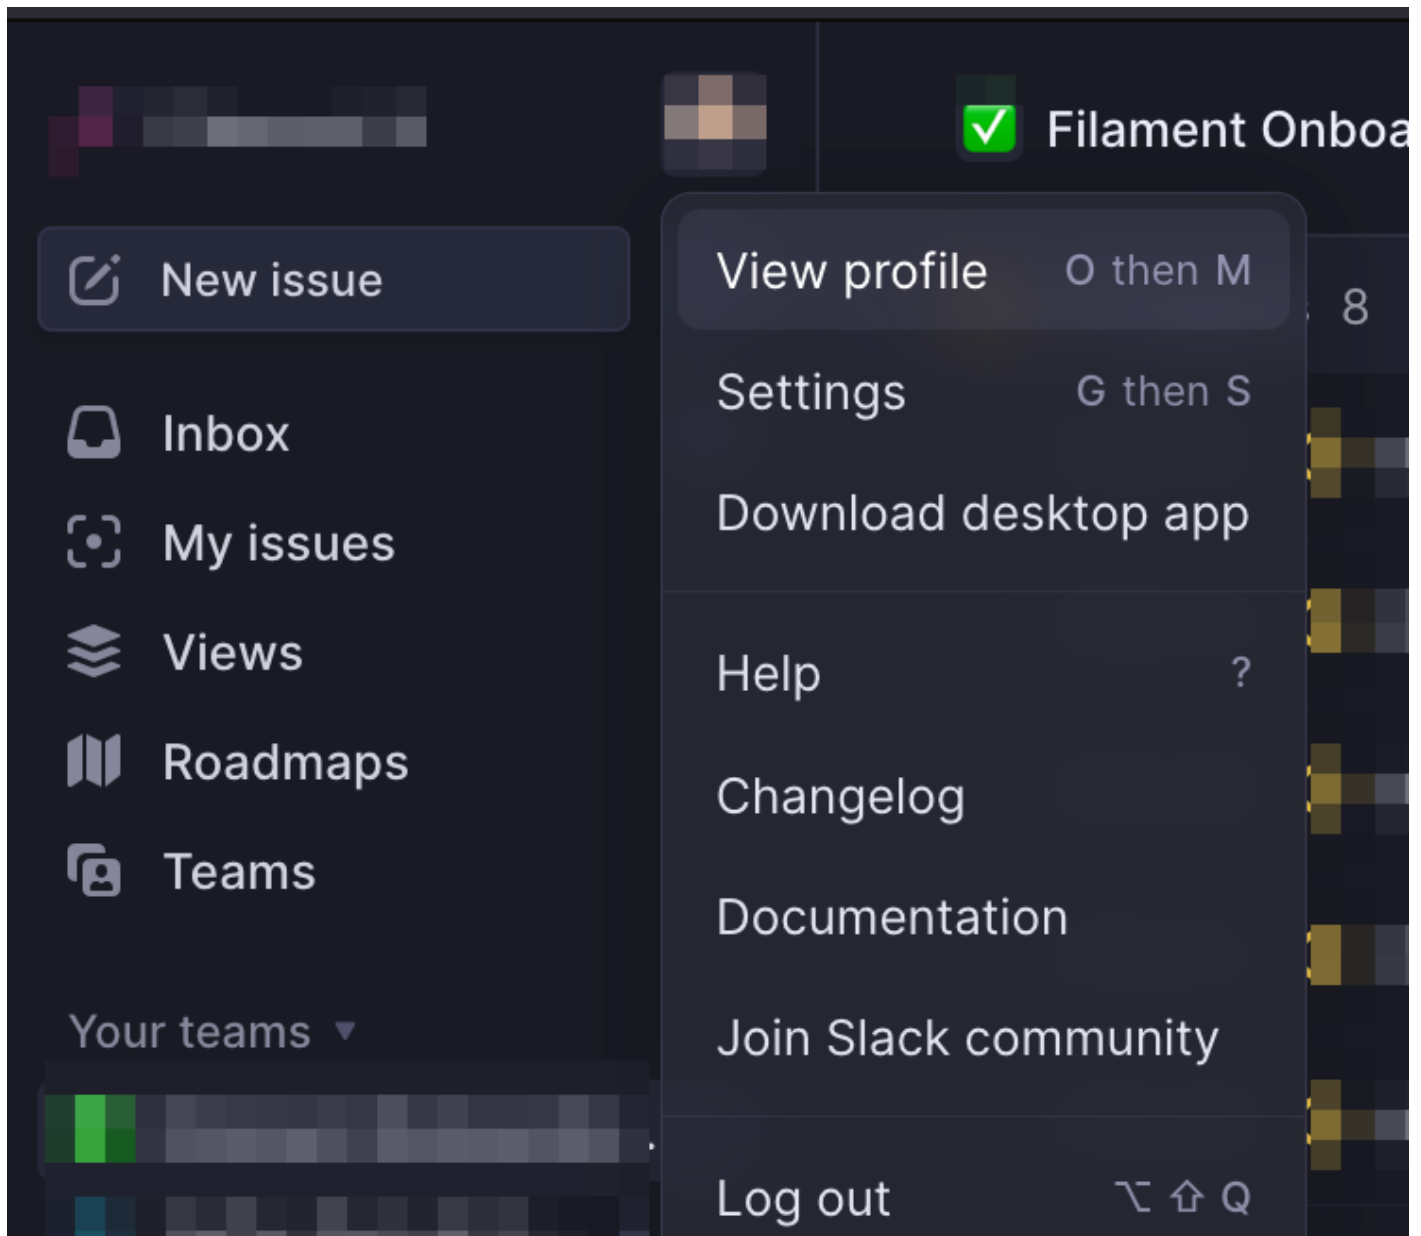 Filament Onboa
New issue
Inbox
My issues
Views
Roadmaps
Teams
Your teams
View profile O then M
Settings G then S
Download desktop app
Help ?
Changelog
Documentation
Join Slack community
Log out ⌥ ⇧ Q
8